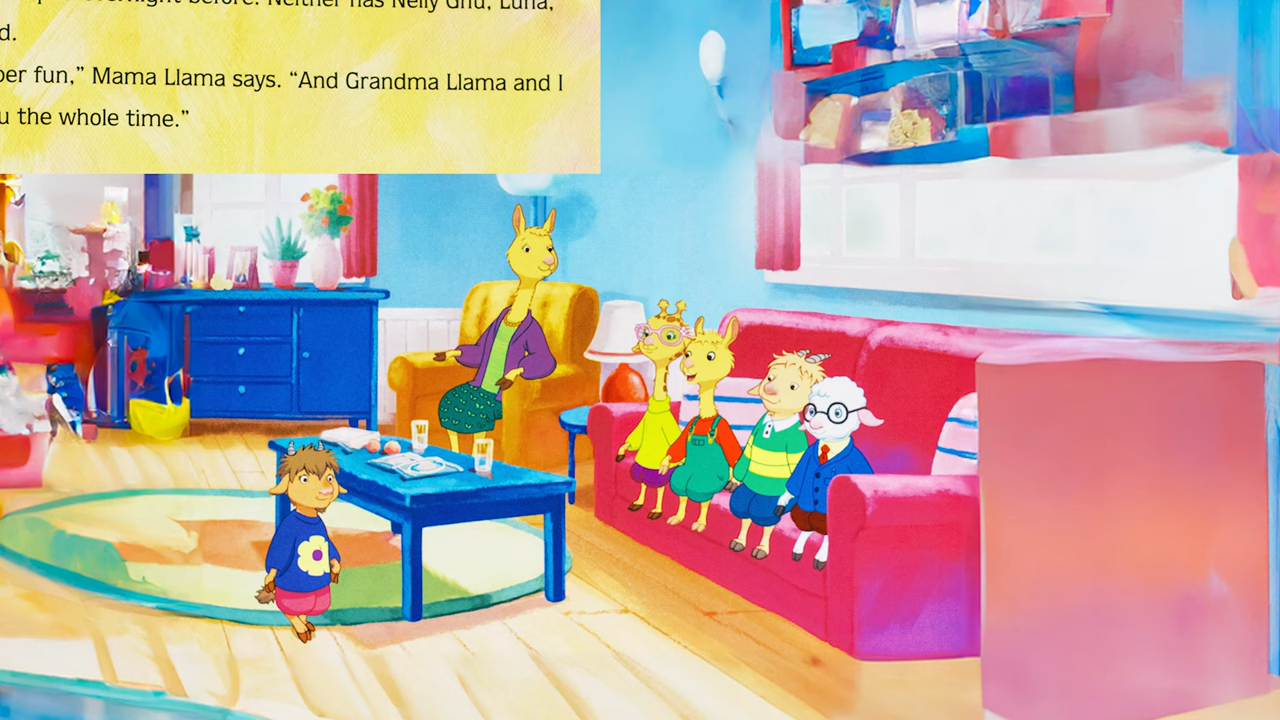 overnight before. Neither has Nelly Gnu, Luna,
d.
per fun,” Mama Llama says. “And Grandma Llama and I
u the whole time.”